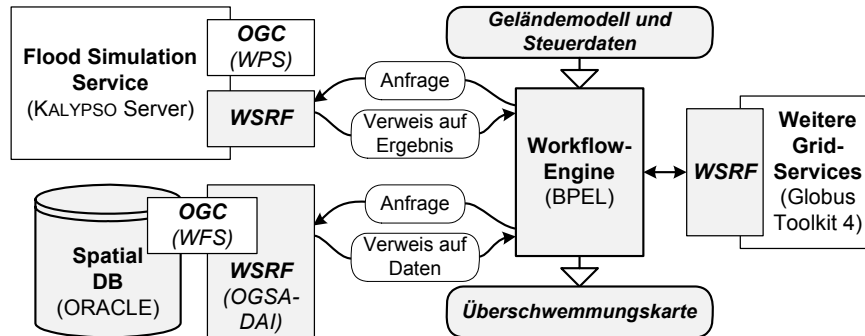 Geländemodell und
Steuerdaten
OGC
(WPS)
Flood Simulation
Service
(KALYPSO Server)
WSRF
Anfrage
Verweis auf
Ergebnis
Workflow-
Engine
(BPEL)
WSRF
Weitere
Grid-
Services
(Globus
Toolkit 4)
OGC
(WFS)
Spatial
DB
(ORACLE)
WSRF
(OGSA-
DAI)
Anfrage
Verweis auf
Daten
Überschwemmungskarte